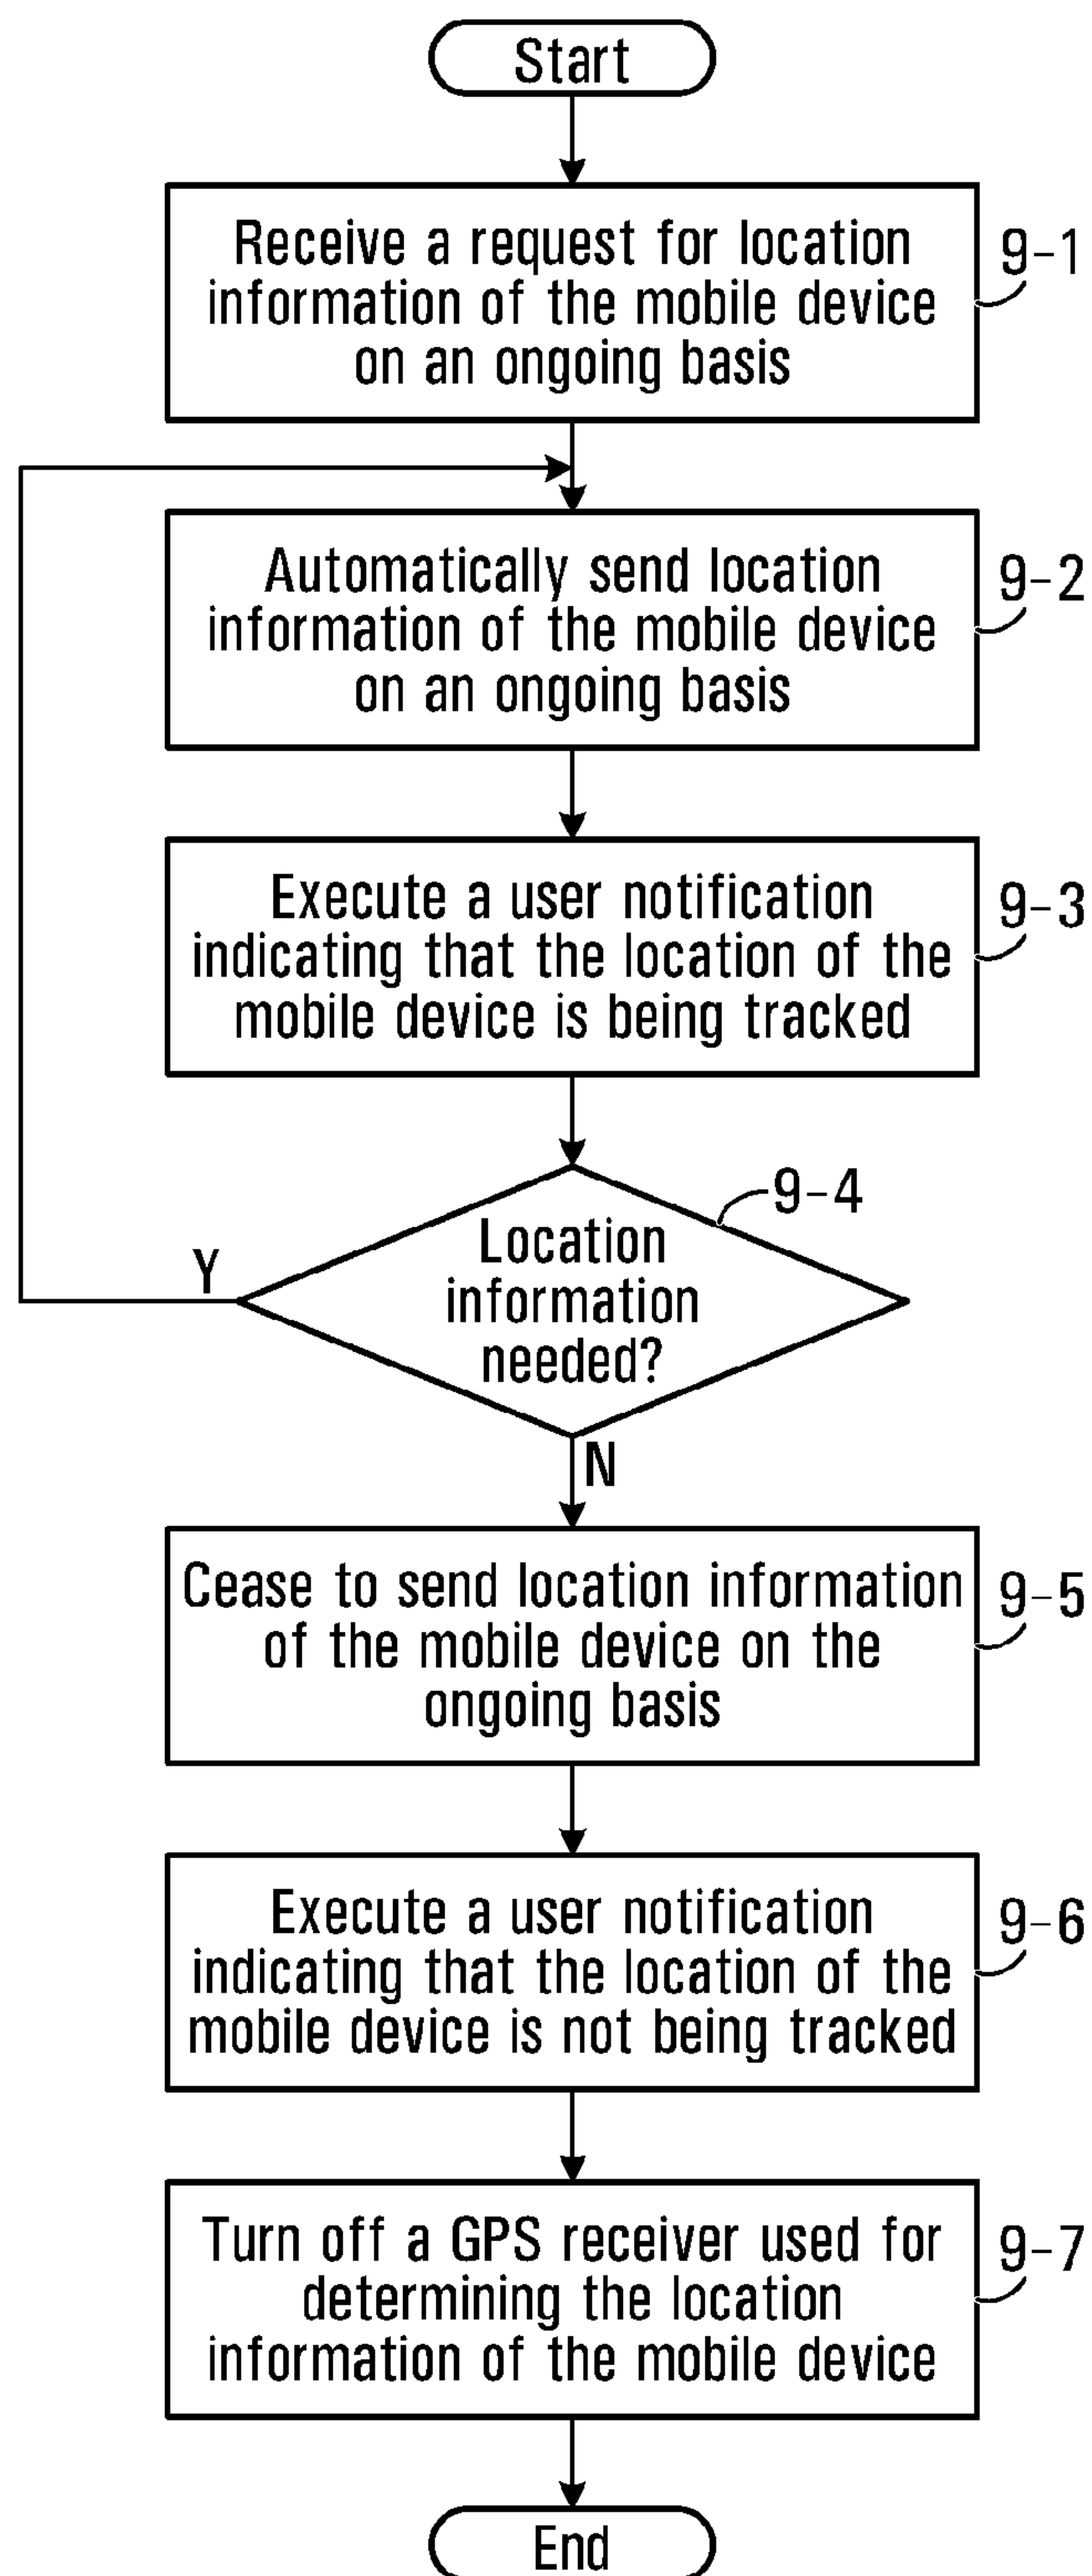 Start
Receive a request for location
information of the mobile device
on an ongoing basis
9-1
Automatically send location
information of the mobile device
on an ongoing basis
9-2
Execute a user notification
indicating that the location of the
mobile device is being tracked
9-3
9-4
Location
information
needed?
Y
N
Cease to send location information
of the mobile device on the
ongoing basis
9-5
Execute a user notification
indicating that the location of the
mobile device is not being tracked
9-6
Turn off a GPS receiver used for
determining the location
information of the mobile device
9-7
End